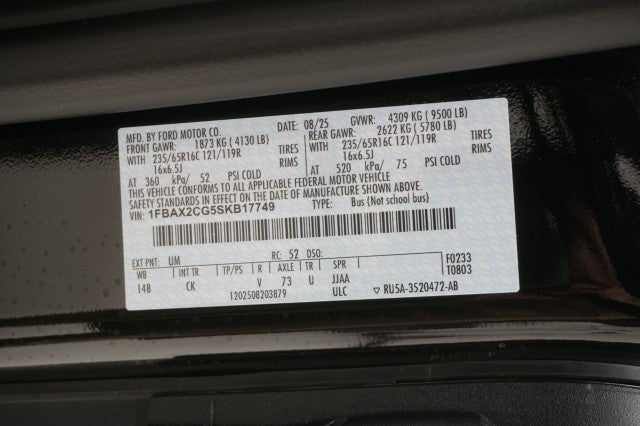 MFD. BY FORD MOTOR CO. DATE: 08/25 GVWR: 4309 KG ( 9500 LB)
FRONT GAWR: 1873 KG ( 4130 LB) REAR GAWR: 2622 KG ( 5780 LB)
WITH 235/65R16C 121/119R TIRES WITH 235/65R16C 121/119R TIRES
16x6.5J RIMS 16x6.5J RIMS
AT 360 kPa/ 52 PSI COLD AT 520 kPa/ 75 PSI COLD
THIS VEHICLE CONFORMS TO ALL APPLICABLE FEDERAL MOTOR VEHICLE
SAFETY STANDARDS IN EFFECT ON THE DATE OF MANUFACTURE SHOWN ABOVE.
VIN: 1FBAX2CG5SKB17749 TYPE: Bus (Not school bus)
EXT PNT: UM RC: 52 DSO: F0233
WB INT TR TP/PS R AXLE TR SPR T0803
148 CK V 73 U JJAA
1202508203879 ULC ▽ RU5A-3520472-AB